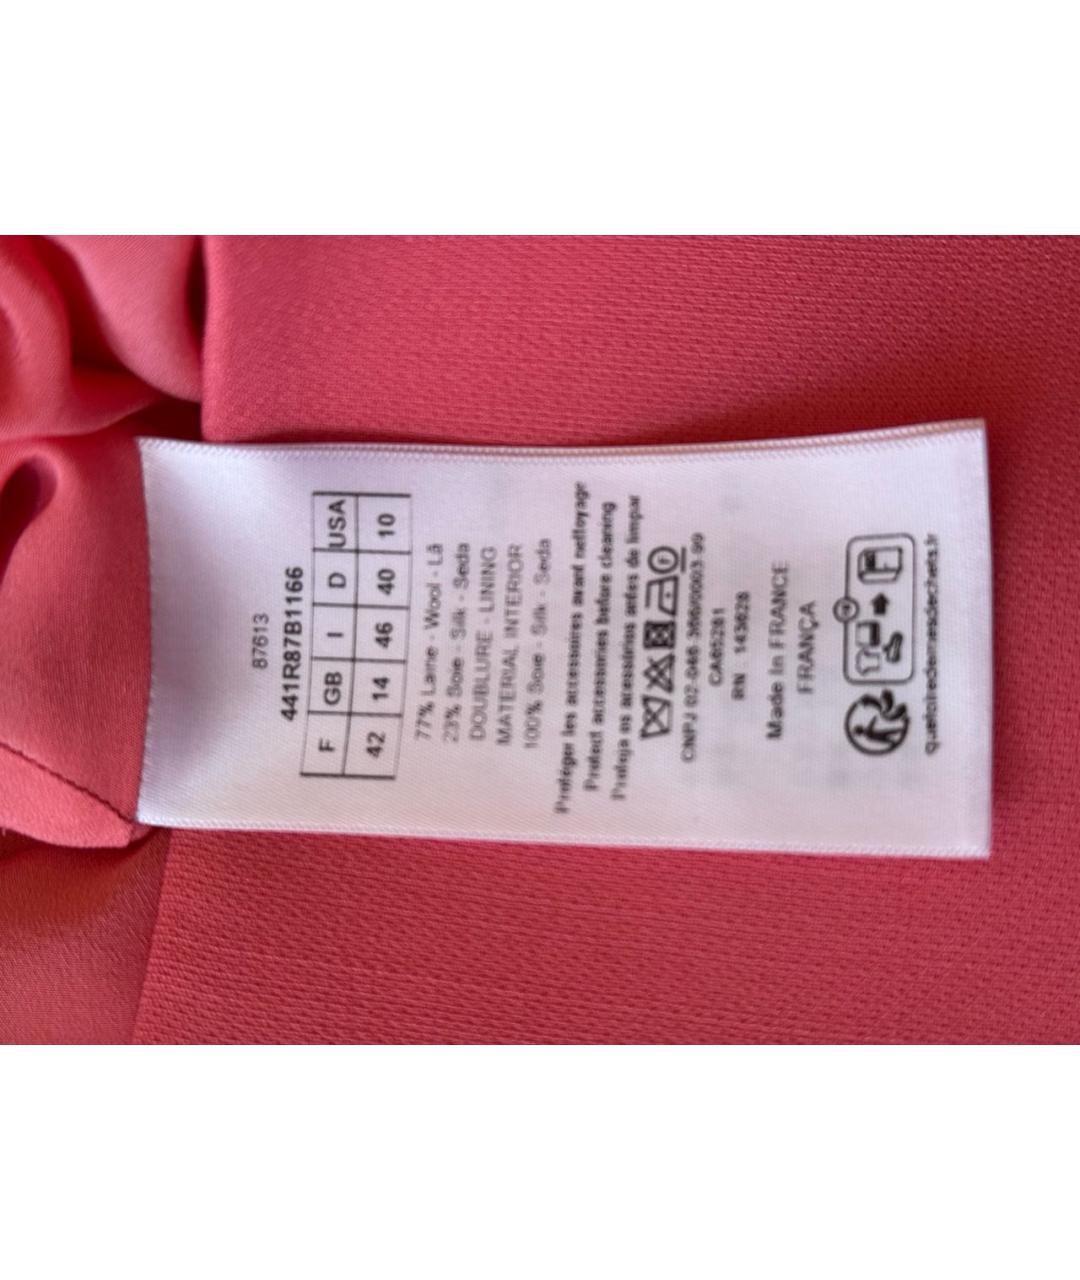 87613
441R87B1166
F GB I D USA
42 14 46 40 10
77% Laine - Wool - Lã
23% Soie - Silk - Seda
DOUBLURE - LINING
MATERIAL INTERIOR
100% Soie - Silk - Seda
Protéger les accessoires avant nettoyage
Protect accessories before cleaning
Proteja os acessórios antes de limpar
CNPJ 02.046.366/0003-99
CA65281
RN : 143628
Made In FRANCE
FRANÇA
quefairedemesdechets.fr